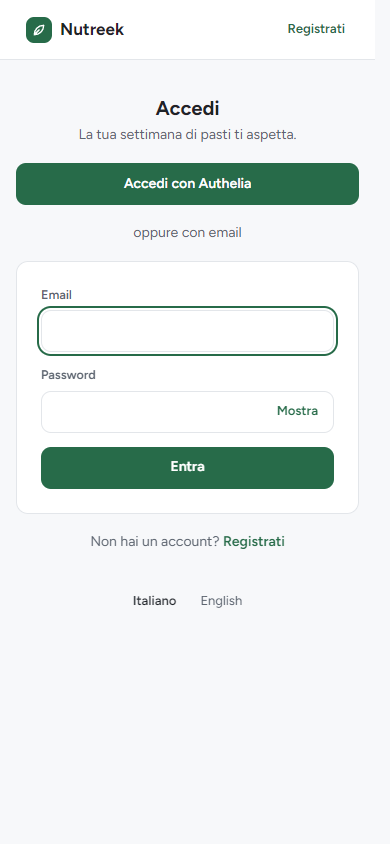 Nutreek
Registrati
Accedi
La tua settimana di pasti ti aspetta.
Accedi con Authelia
oppure con email
Email
Password
Mostra
Entra
Non hai un account? Registrati
Italiano English